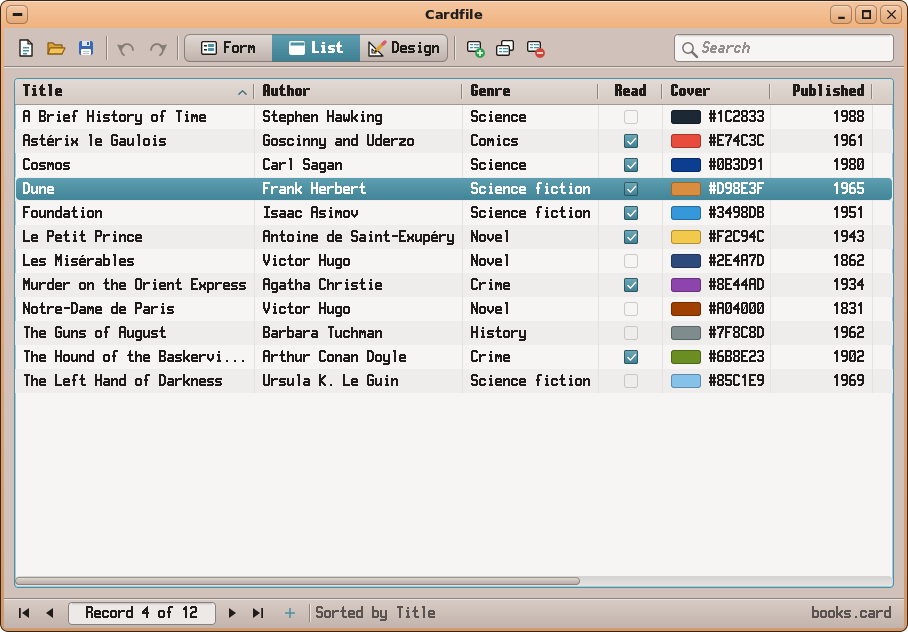 Cardfile
Form List Design Search
Title Author Genre Read Cover Published
A Brief History of Time Stephen Hawking Science #1C2833 1988
Astérix le Gaulois Goscinny and Uderzo Comics #E74C3C 1961
Cosmos Carl Sagan Science #0B3D91 1980
Dune Frank Herbert Science fiction #D98E3F 1965
Foundation Isaac Asimov Science fiction #3498DB 1951
Le Petit Prince Antoine de Saint-Exupéry Novel #F2C94C 1943
Les Misérables Victor Hugo Novel #2E4A7D 1862
Murder on the Orient Express Agatha Christie Crime #8E44AD 1934
Notre-Dame de Paris Victor Hugo Novel #A04000 1831
The Guns of August Barbara Tuchman History #7F8C8D 1962
The Hound of the Baskervi... Arthur Conan Doyle Crime #6B8E23 1902
The Left Hand of Darkness Ursula K. Le Guin Science fiction #85C1E9 1969
Record 4 of 12 Sorted by Title books.card